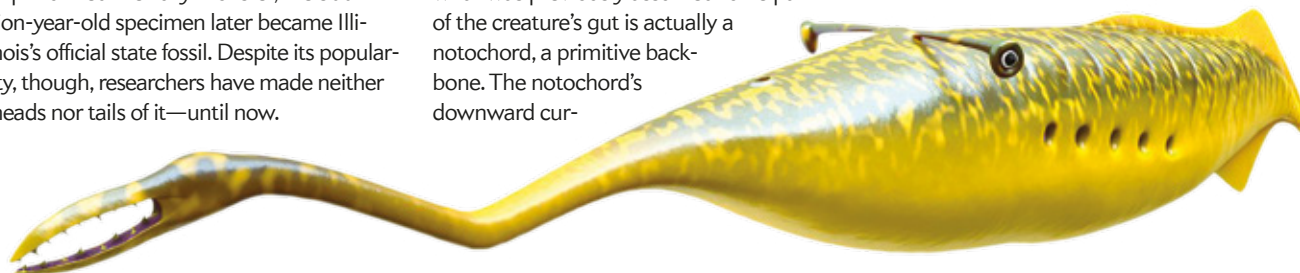 ion-year-old specimen later became Illi-
nois’s official state fossil. Despite its popular-
ty, though, researchers have made neither
heads nor tails of it—until now.
of the creature’s gut is actually a
notochord, a primitive back-
bone. The notochord’s
downward cur-